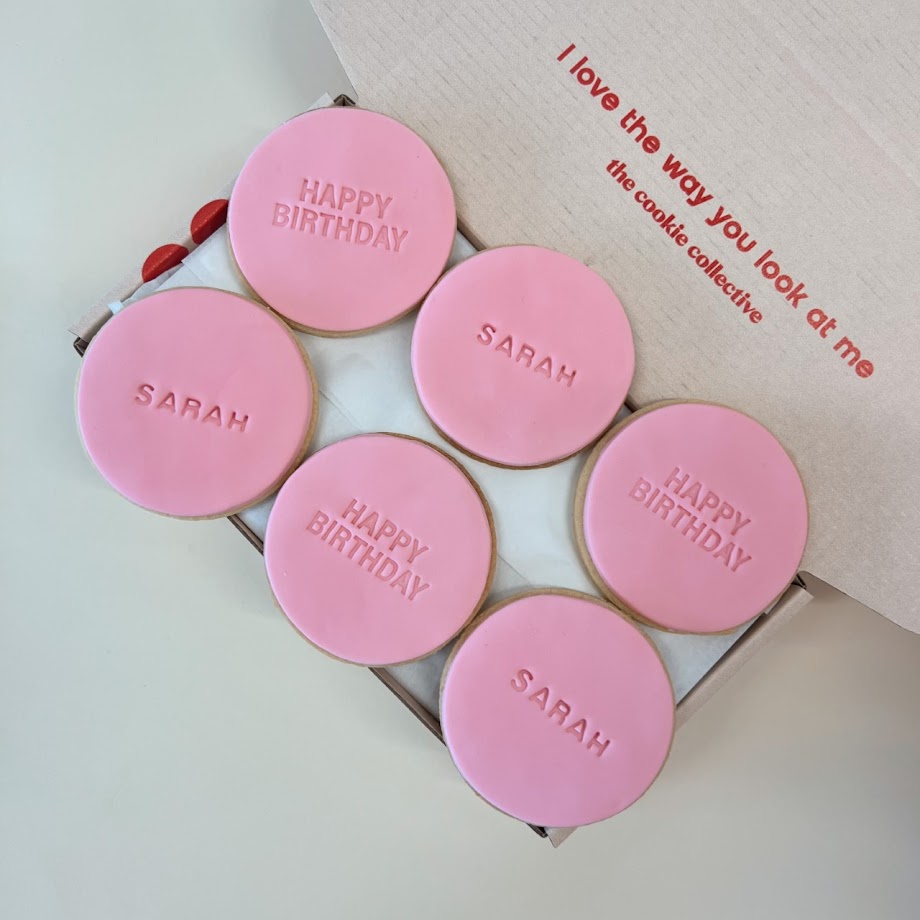 I love the way you look at me
the cookie collective
HAPPY
BIRTHDAY
SARAH
SARAH
HAPPY
BIRTHDAY
HAPPY
BIRTHDAY
SARAH